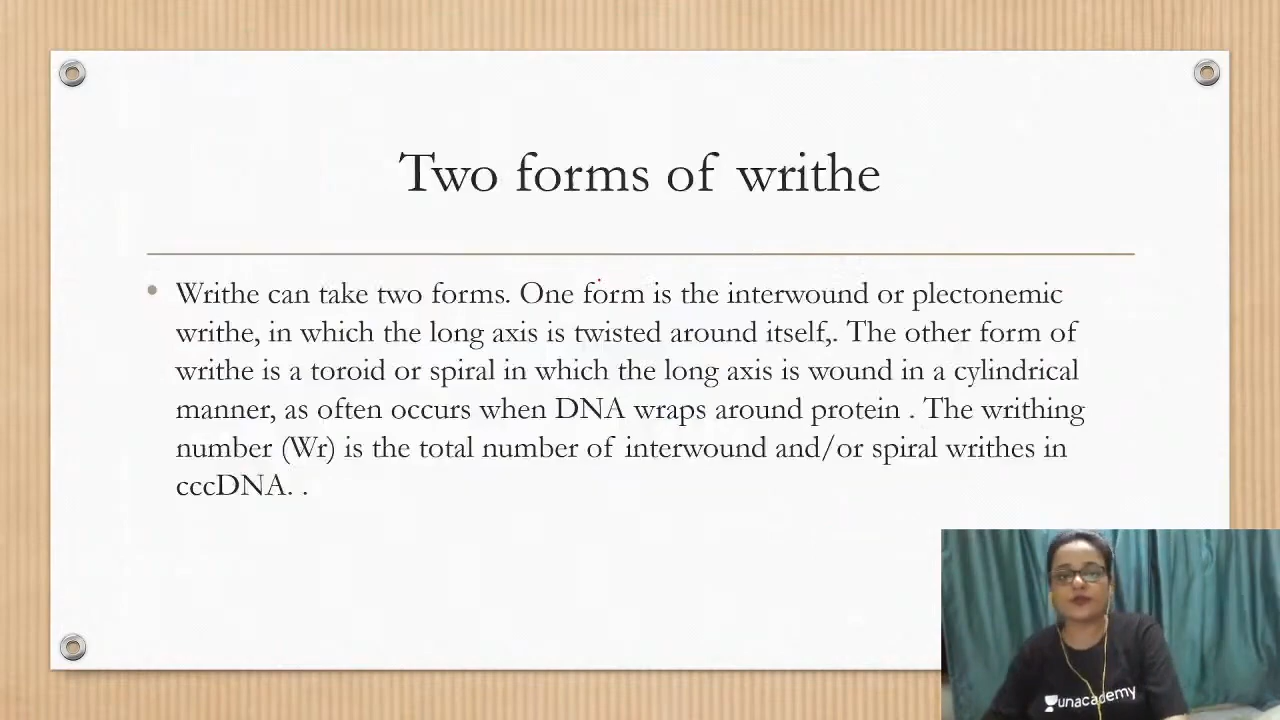 Two forms of writhe
Writhe can take two forms. One form is the interwound or plectonemic
writhe, in which the long axis is twisted around itself,. The other form of
writhe is a toroid or spiral in which the long axis is wound in a cylindrical
manner, as often occurs when DNA wraps around protein . The writhing
number (Wr) is the total number of interwound and/or spiral writhes in
cccDNA. .
unacademy